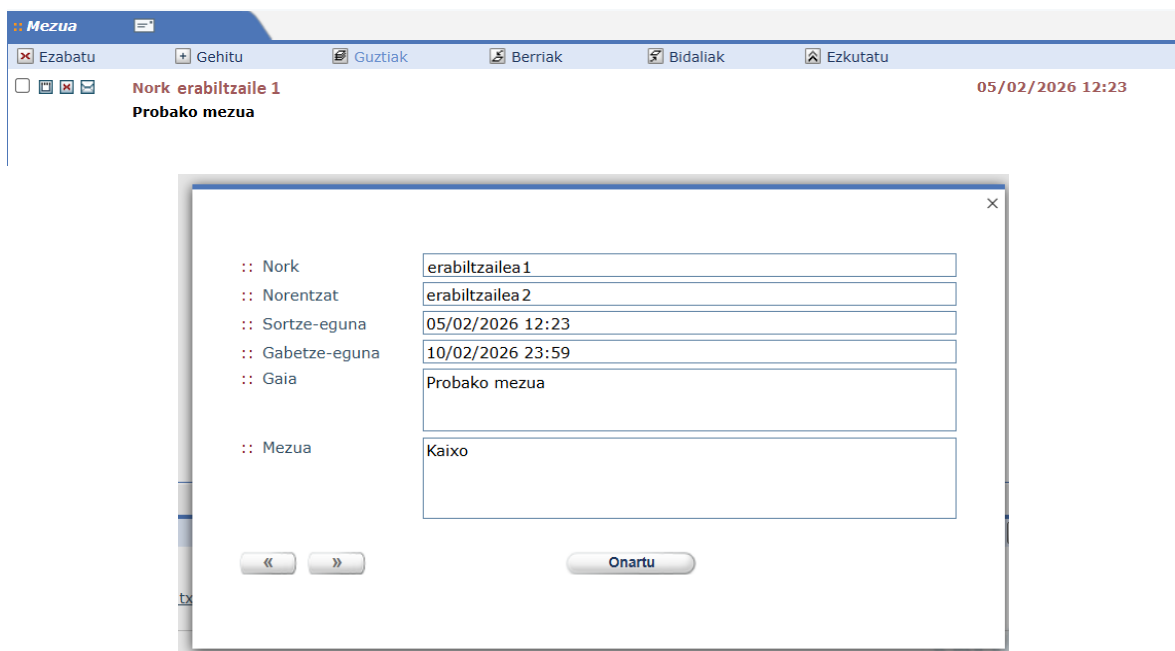 :: Mezua
Ezabatu Gehitu Guztiak Berriak Bidaliak Ezkutatu
Nork erabiltzaile 1 05/02/2026 12:23
Probako mezua
×
:: Nork erabiltzailea1
:: Norentzat erabiltzailea2
:: Sortze-eguna 05/02/2026 12:23
:: Gabetze-eguna 10/02/2026 23:59
:: Gaia Probako mezua
:: Mezua Kaixo
« » Onartu
tx